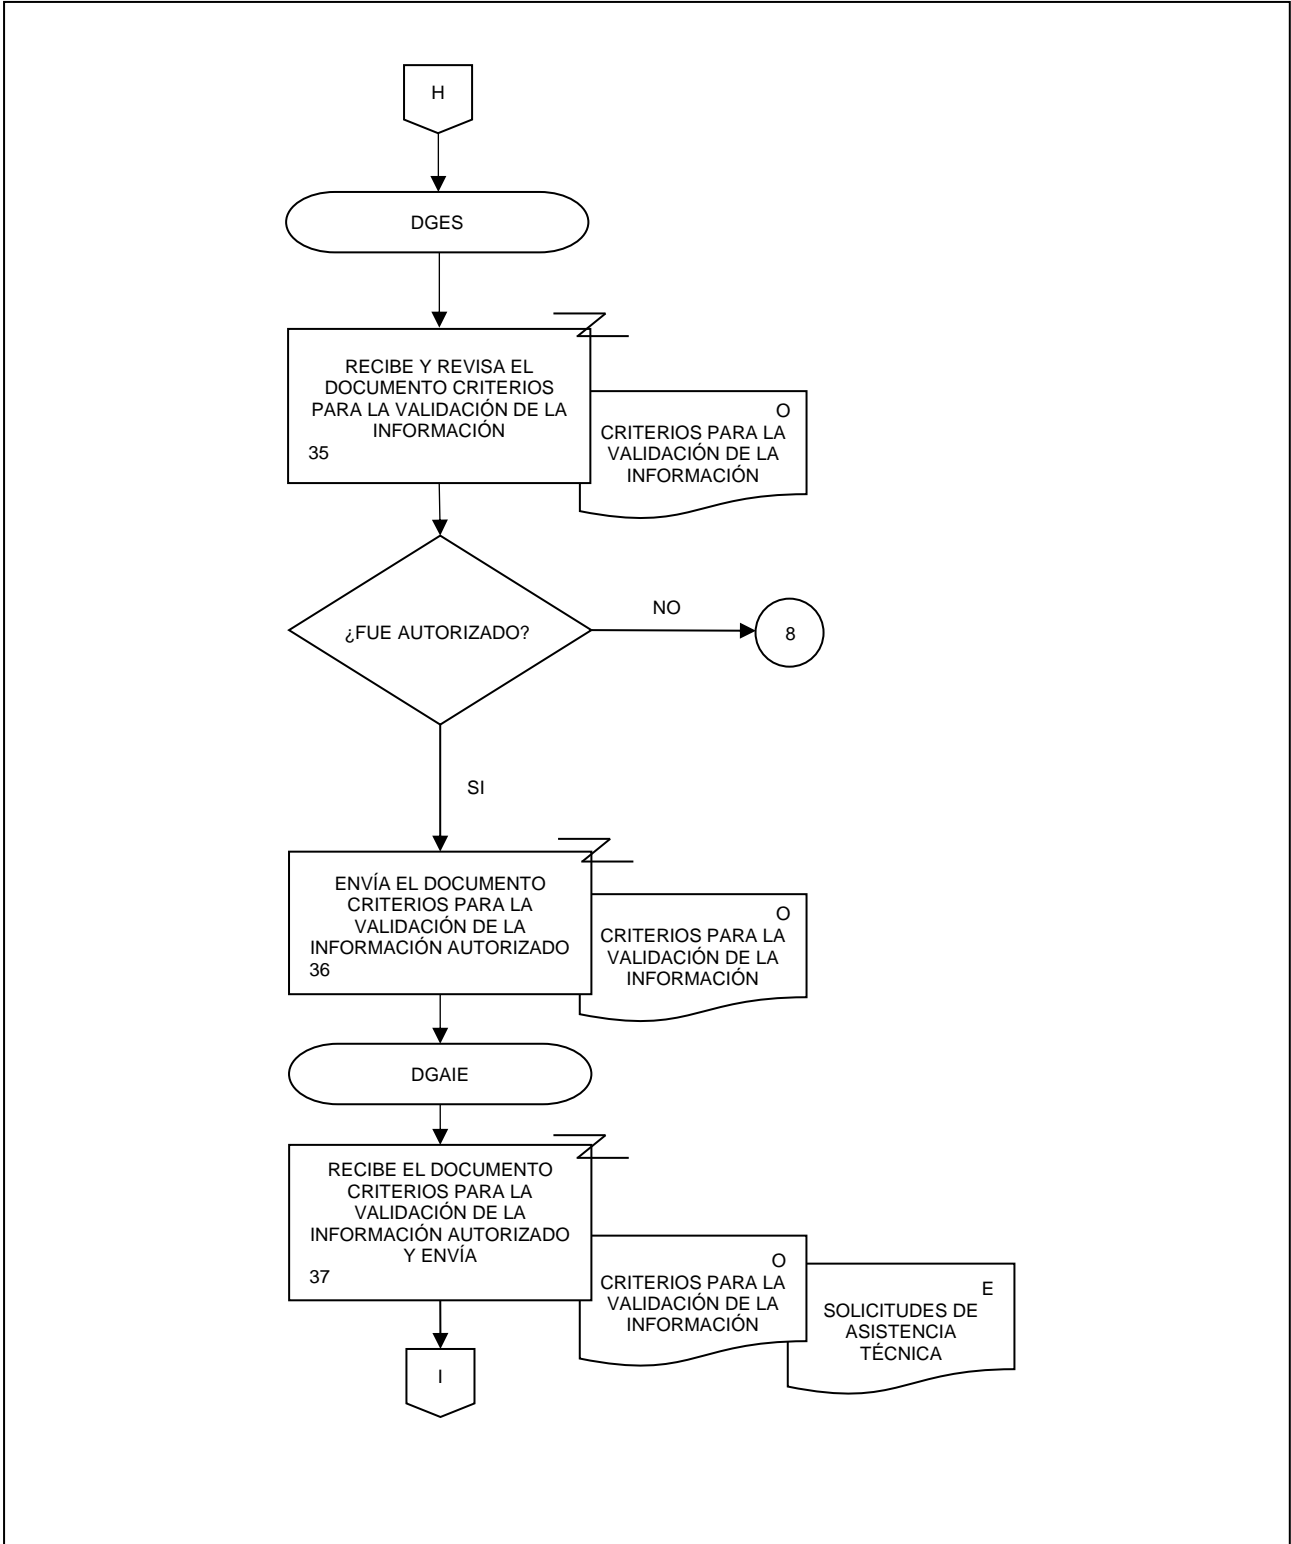 H
DGES
RECIBE Y REVISA EL
DOCUMENTO CRITERIOS
PARA LA VALIDACIÓN DE LA
INFORMACIÓN
35
O
CRITERIOS PARA LA
VALIDACIÓN DE LA
INFORMACIÓN
¿FUE AUTORIZADO?
NO
8
SI
ENVÍA EL DOCUMENTO
CRITERIOS PARA LA
VALIDACIÓN DE LA
INFORMACIÓN AUTORIZADO
36
O
CRITERIOS PARA LA
VALIDACIÓN DE LA
INFORMACIÓN
DGAIE
RECIBE EL DOCUMENTO
CRITERIOS PARA LA
VALIDACIÓN DE LA
INFORMACIÓN AUTORIZADO
Y ENVÍA
37
O
CRITERIOS PARA LA
VALIDACIÓN DE LA
INFORMACIÓN
E
SOLICITUDES DE
ASISTENCIA
TÉCNICA
I